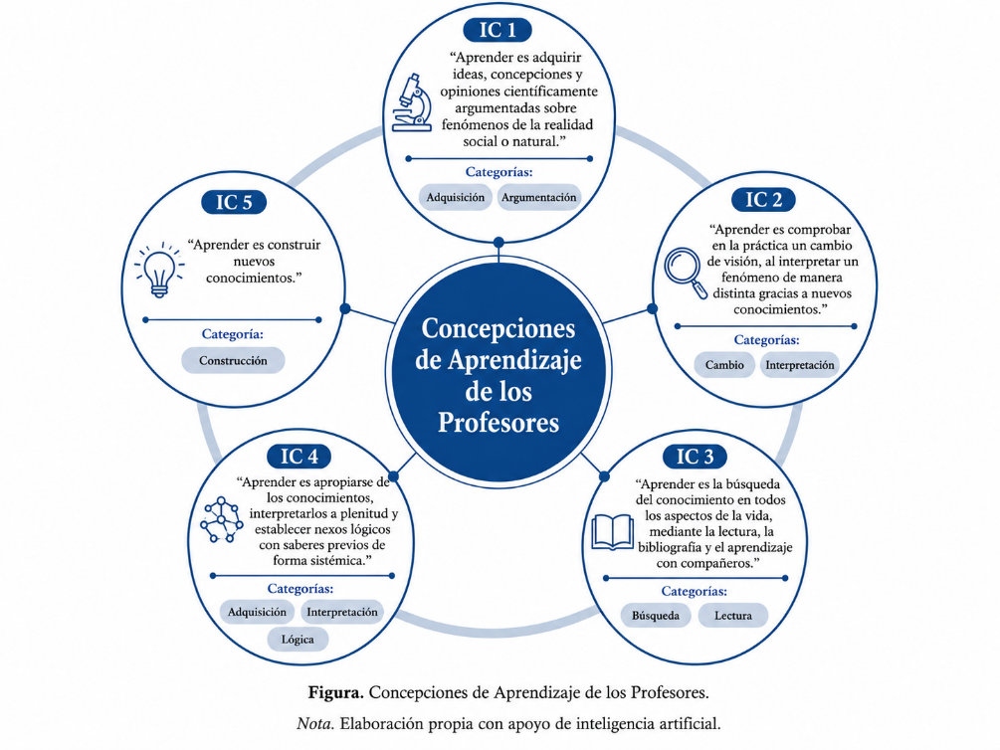 IC 1
“Aprender es adquirir
ideas, concepciones y
opiniones científicamente
argumentadas sobre
fenómenos de la realidad
social o natural.”
Categorías:
Adquisición Argumentación
IC 2
“Aprender es comprobar
en la práctica un cambio
de visión, al interpretar un
fenómeno de manera
distinta gracias a nuevos
conocimientos.”
Categorías:
Cambio Interpretación
IC 3
“Aprender es la búsqueda
del conocimiento en todos
los aspectos de la vida,
mediante la lectura, la
bibliografía y el aprendizaje
con compañeros.”
Categorías:
Búsqueda Lectura
IC 4
“Aprender es apropiarse de
los conocimientos,
interpretarlos a plenitud y
establecer nexos lógicos
con saberes previos de
forma sistémica.”
Categorías:
Adquisición Interpretación
Lógica
IC 5
“Aprender es construir
nuevos
conocimientos.”
Categoría:
Construcción
Concepciones
de Aprendizaje
de los
Profesores
Figura. Concepciones de Aprendizaje de los Profesores.
Nota. Elaboración propia con apoyo de inteligencia artificial.